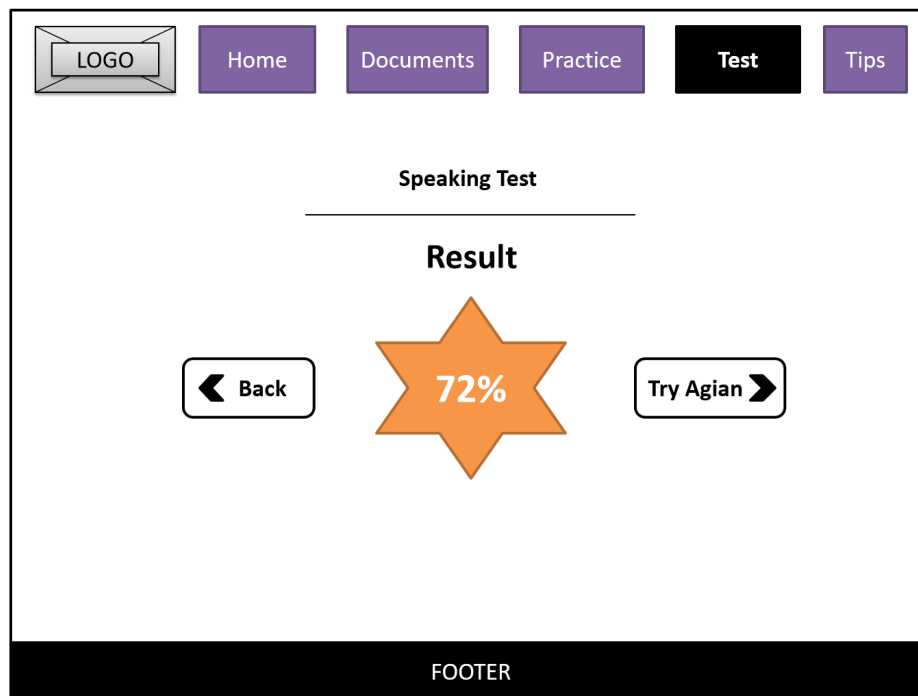 LOGO
Home
Documents
Practice
Test
Tips
Speaking Test
Result
Back
72%
Try Agian
FOOTER